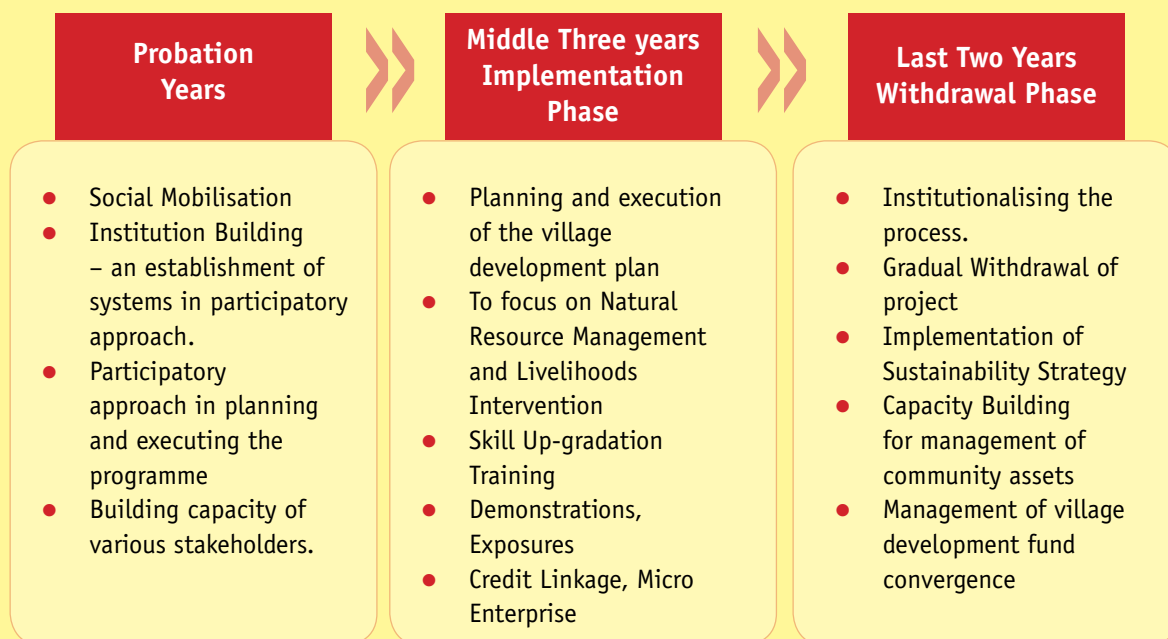 Probation
Years
● Social Mobilisation
● Institution Building
– an establishment of
systems in participatory
approach.
● Participatory
approach in planning
and executing the
programme
● Building capacity of
various stakeholders.
Middle Three years
Implementation
Phase
● Planning and execution
of the village
development plan
● To focus on Natural
Resource Management
and Livelihoods
Intervention
● Skill Up-gradation
Training
● Demonstrations,
Exposures
● Credit Linkage, Micro
Enterprise
Last Two Years
Withdrawal Phase
● Institutionalising the
process.
● Gradual Withdrawal of
project
● Implementation of
Sustainability Strategy
● Capacity Building
for management of
community assets
● Management of village
development fund
convergence